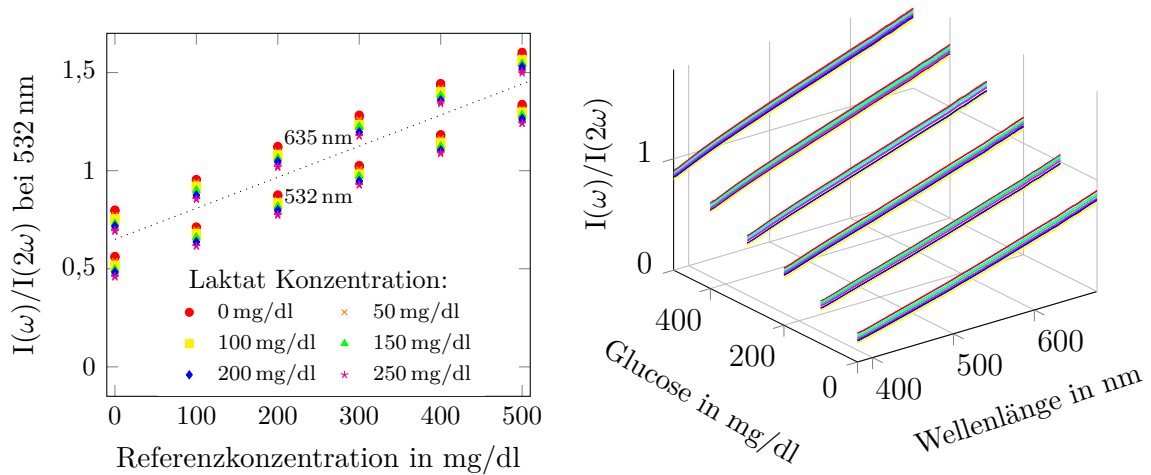 I(ω)/I(2ω) bei 532 nm
1,5
1
0,5
0
635 nm
532 nm
Laktat Konzentration:
0 mg/dl 50 mg/dl
100 mg/dl 150 mg/dl
200 mg/dl 250 mg/dl
0 100 200 300 400 500
Referenzkonzentration in mg/dl
I(ω)/I(2ω)
1
0
400
200
0
Glucose in mg/dl
400
500
600
Wellenlänge in nm